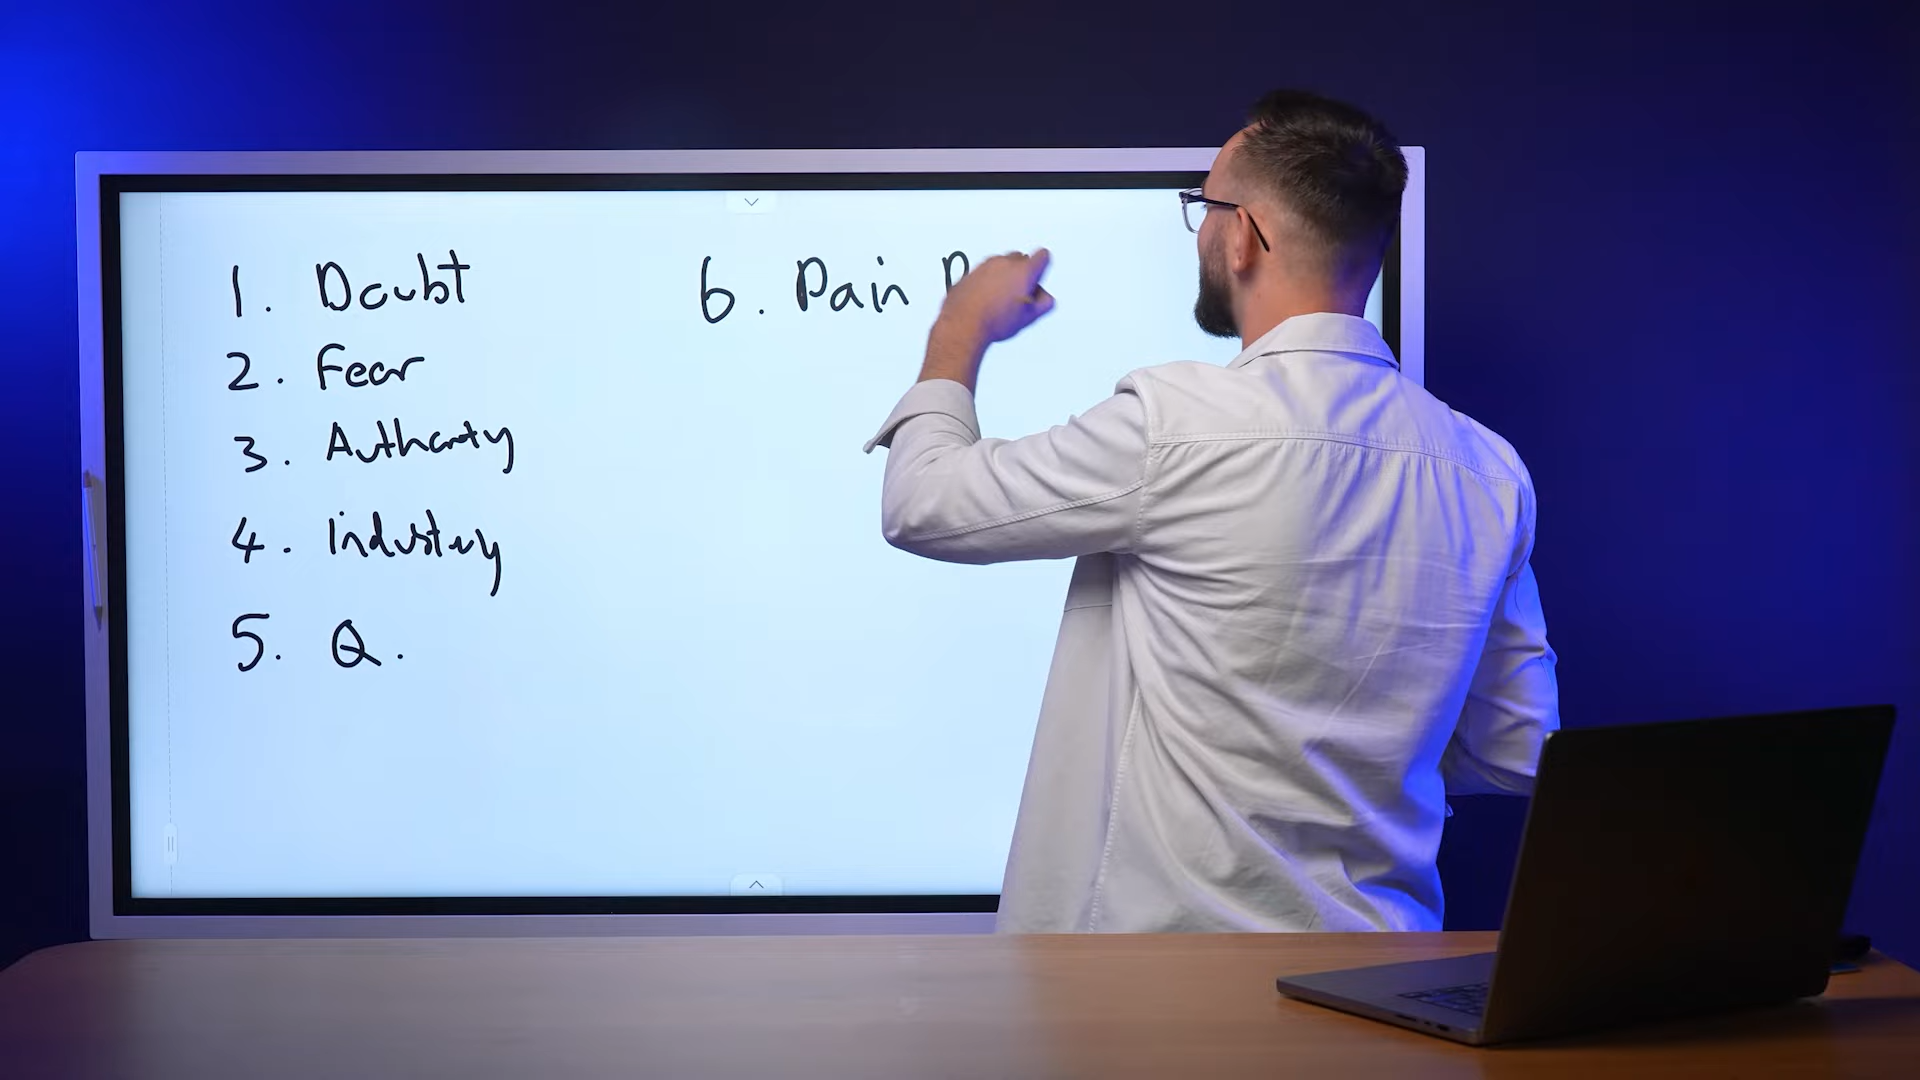 1. Doubt
2. Fear
3. Authority
4. Industry
5. Q.
6. Pain